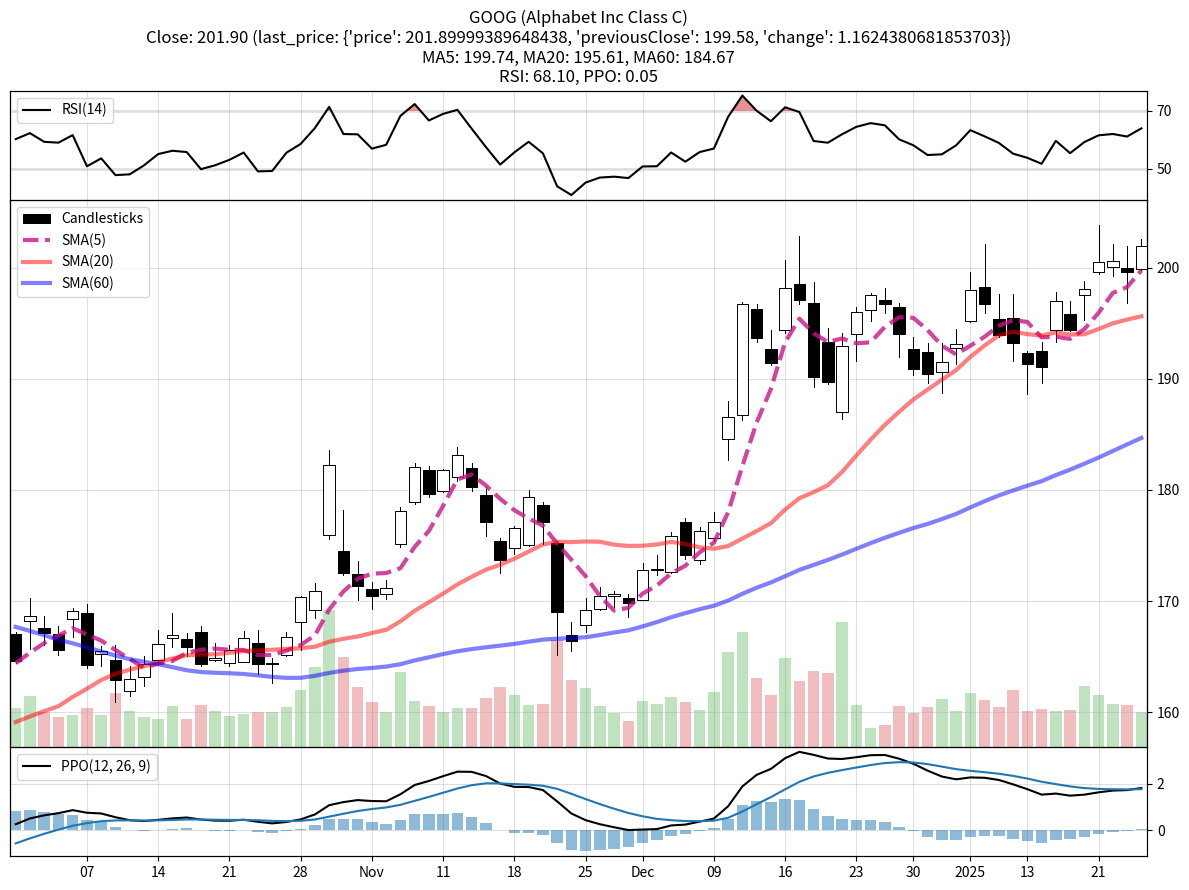 GOOG (Alphabet Inc Class C)
Close: 201.90 (last_price: {'price': 201.89999389648438, 'previousClose': 199.58, 'change': 1.1624380681853703})
MA5: 199.74, MA20: 195.61, MA60: 184.67
RSI: 68.10, PPO: 0.05
RSI(14)
70
50
Candlesticks
SMA(5)
SMA(20)
SMA(60)
200
190
180
170
160
PPO(12, 26, 9)
2
0
07 14 21 28 Nov 11 18 25 Dec 09 16 23 30 2025 13 21